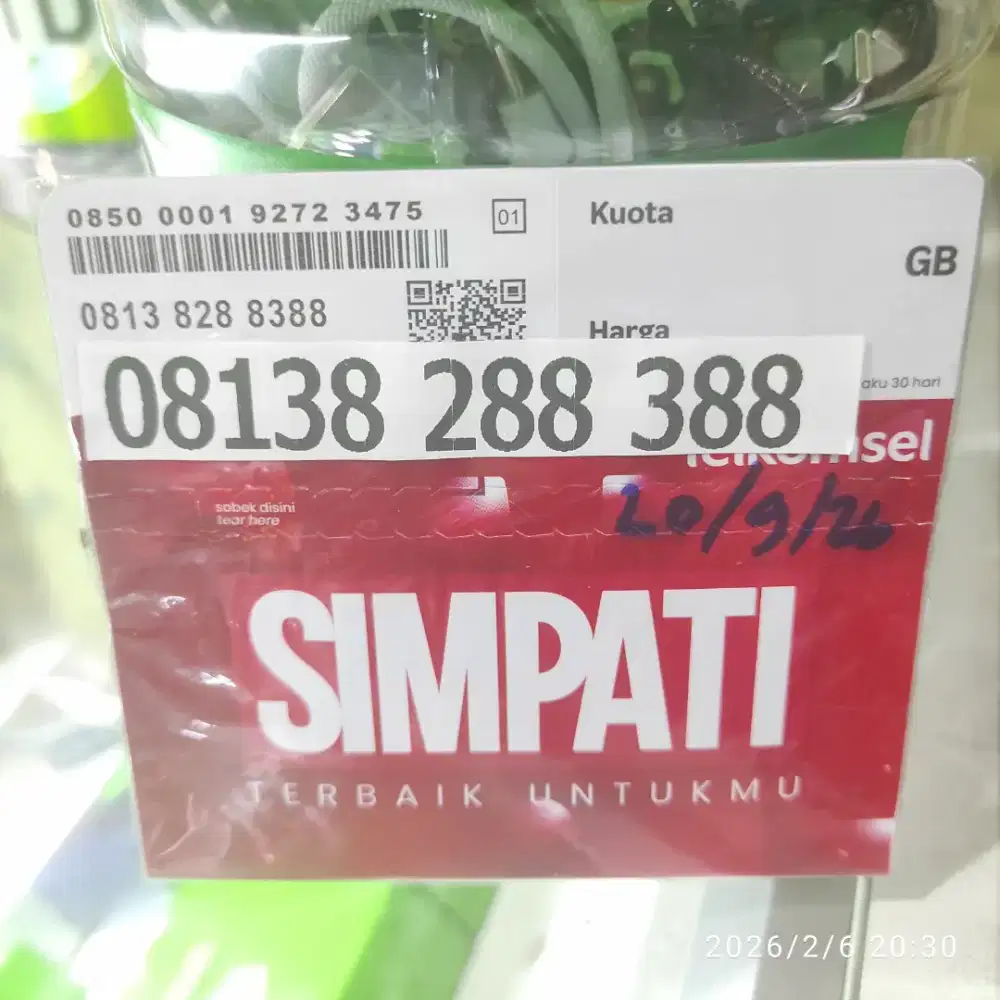 0850 0001 9272 3475
01
Kuota
GB
0813 828 8388
Harga
aku 30 hari
08138 288 388
Telkomsel
sobek disini
tear here
20/9/26
SIMPATI
TERBAIK UNTUKMU
2026/2/6 20:30